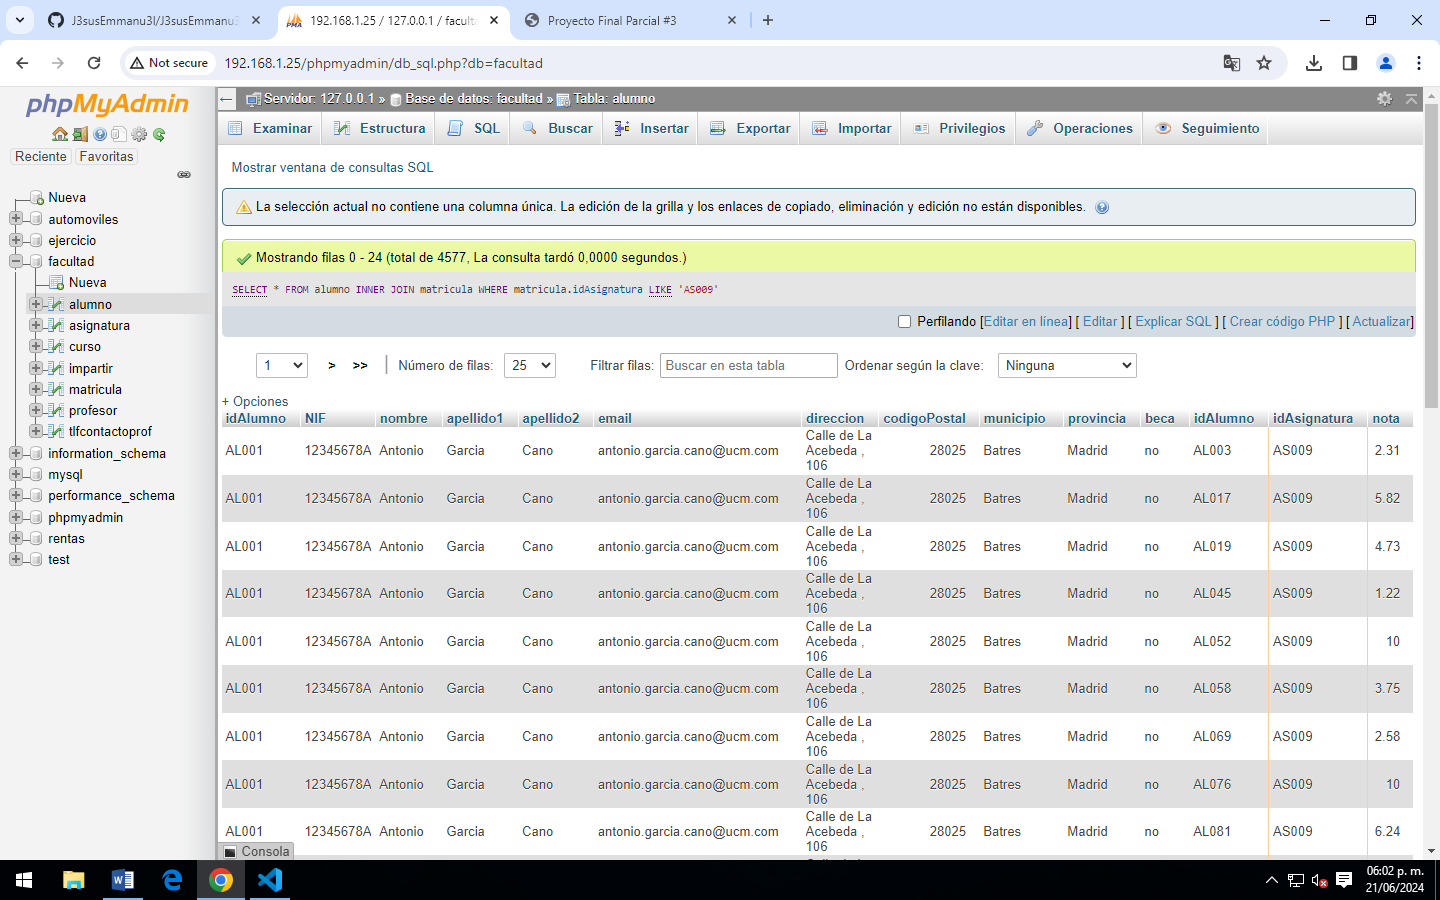 J3susEmmanu3l/J3susEmmanu3
192.168.1.25 / 127.0.0.1 / faculta
Proyecto Final Parcial #3
Not secure
192.168.1.25/phpmyadmin/db_sql.php?db=facultad
phpMyAdmin
Reciente Favoritas
Nueva
automoviles
ejercicio
facultad
Nueva
alumno
asignatura
curso
impartir
matricula
profesor
tlfcontactoprof
information_schema
mysql
performance_schema
phpmyadmin
rentas
test
Servidor: 127.0.0.1 » Base de datos: facultad » Tabla: alumno
Examinar Estructura SQL Buscar Insertar Exportar Importar Privilegios Operaciones Seguimiento
Mostrar ventana de consultas SQL
La selección actual no contiene una columna única. La edición de la grilla y los enlaces de copiado, eliminación y edición no están disponibles.
Mostrando filas 0 - 24 (total de 4577, La consulta tardó 0,0000 segundos.)
SELECT * FROM alumno INNER JOIN matricula WHERE matricula.idAsignatura LIKE 'AS009'
Perfilando [Editar en línea] [ Editar ] [ Explicar SQL ] [ Crear código PHP ] [ Actualizar]
1 > >> Número de filas: 25 Filtrar filas: Buscar en esta tabla Ordenar según la clave: Ninguna
+ Opciones
idAlumno NIF nombre apellido1 apellido2 email direccion codigoPostal municipio provincia beca idAlumno idAsignatura nota
AL001 12345678A Antonio Garcia Cano antonio.garcia.cano@ucm.com Calle de La Acebeda , 106 28025 Batres Madrid no AL003 AS009 2.31
AL001 12345678A Antonio Garcia Cano antonio.garcia.cano@ucm.com Calle de La Acebeda , 106 28025 Batres Madrid no AL017 AS009 5.82
AL001 12345678A Antonio Garcia Cano antonio.garcia.cano@ucm.com Calle de La Acebeda , 106 28025 Batres Madrid no AL019 AS009 4.73
AL001 12345678A Antonio Garcia Cano antonio.garcia.cano@ucm.com Calle de La Acebeda , 106 28025 Batres Madrid no AL045 AS009 1.22
AL001 12345678A Antonio Garcia Cano antonio.garcia.cano@ucm.com Calle de La Acebeda , 106 28025 Batres Madrid no AL052 AS009 10
AL001 12345678A Antonio Garcia Cano antonio.garcia.cano@ucm.com Calle de La Acebeda , 106 28025 Batres Madrid no AL058 AS009 3.75
AL001 12345678A Antonio Garcia Cano antonio.garcia.cano@ucm.com Calle de La Acebeda , 106 28025 Batres Madrid no AL069 AS009 2.58
AL001 12345678A Antonio Garcia Cano antonio.garcia.cano@ucm.com Calle de La Acebeda , 106 28025 Batres Madrid no AL076 AS009 10
AL001 12345678A Antonio Garcia Cano antonio.garcia.cano@ucm.com Calle de La Acebeda , 106 28025 Batres Madrid no AL081 AS009 6.24
Consola
06:02 p. m.
21/06/2024